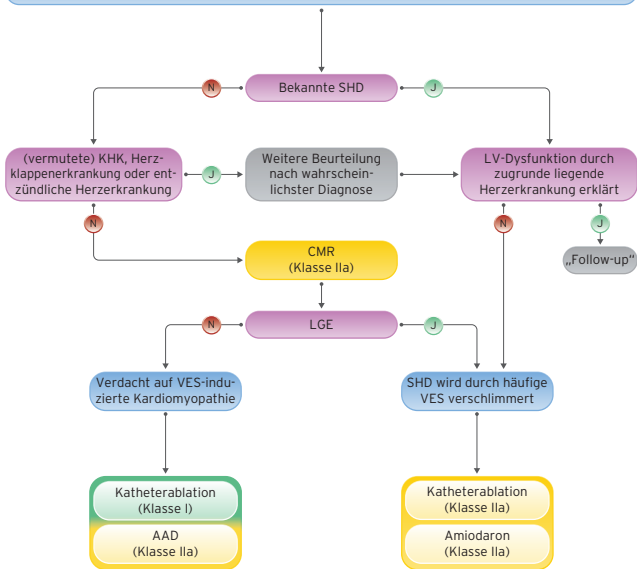 N
Bekannte SHD
J
(vermutete) KHK, Herz-
klappenerkrankung oder ent-
zündliche Herzerkrankung
J
Weitere Beurteilung
nach wahrschein-
lichster Diagnose
LV-Dysfunktion durch
zugrunde liegende
Herzerkrankung erklärt
N
N
J
CMR
(Klasse IIa)
„Follow-up“
N
LGE
J
Verdacht auf VES-indu-
zierte Kardiomyopathie
SHD wird durch häufige
VES verschlimmert
Katheterablation
(Klasse I)
AAD
(Klasse IIa)
Katheterablation
(Klasse IIa)
Amiodaron
(Klasse IIa)